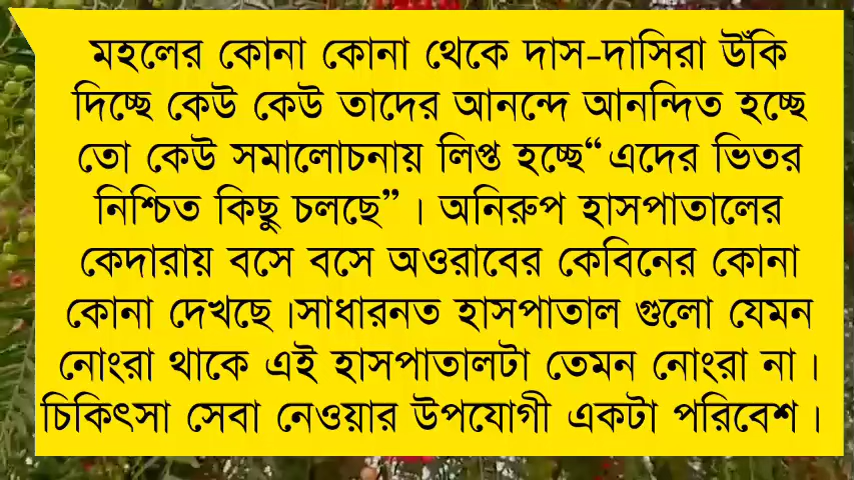 মহলের কোনা কোনা থেকে দাস-দাসিরা উঁকি
দিচ্ছে কেউ কেউ তাদের আনন্দে আনন্দিত হচ্ছে
তো কেউ সমালোচনায় লিপ্ত হচ্ছে“এদের ভিতর
নিশ্চিত কিছু চলছে”। অনিরুপ হাসপাতালের
কেদারায় বসে বসে অওরাবের কেবিনের কোনা
কোনা দেখছে।সাধারনত হাসপাতাল গুলো যেমন
নোংরা থাকে এই হাসপাতালটা তেমন নোংরা না।
চিকিৎসা সেবা নেওয়ার উপযোগী একটা পরিবেশ।